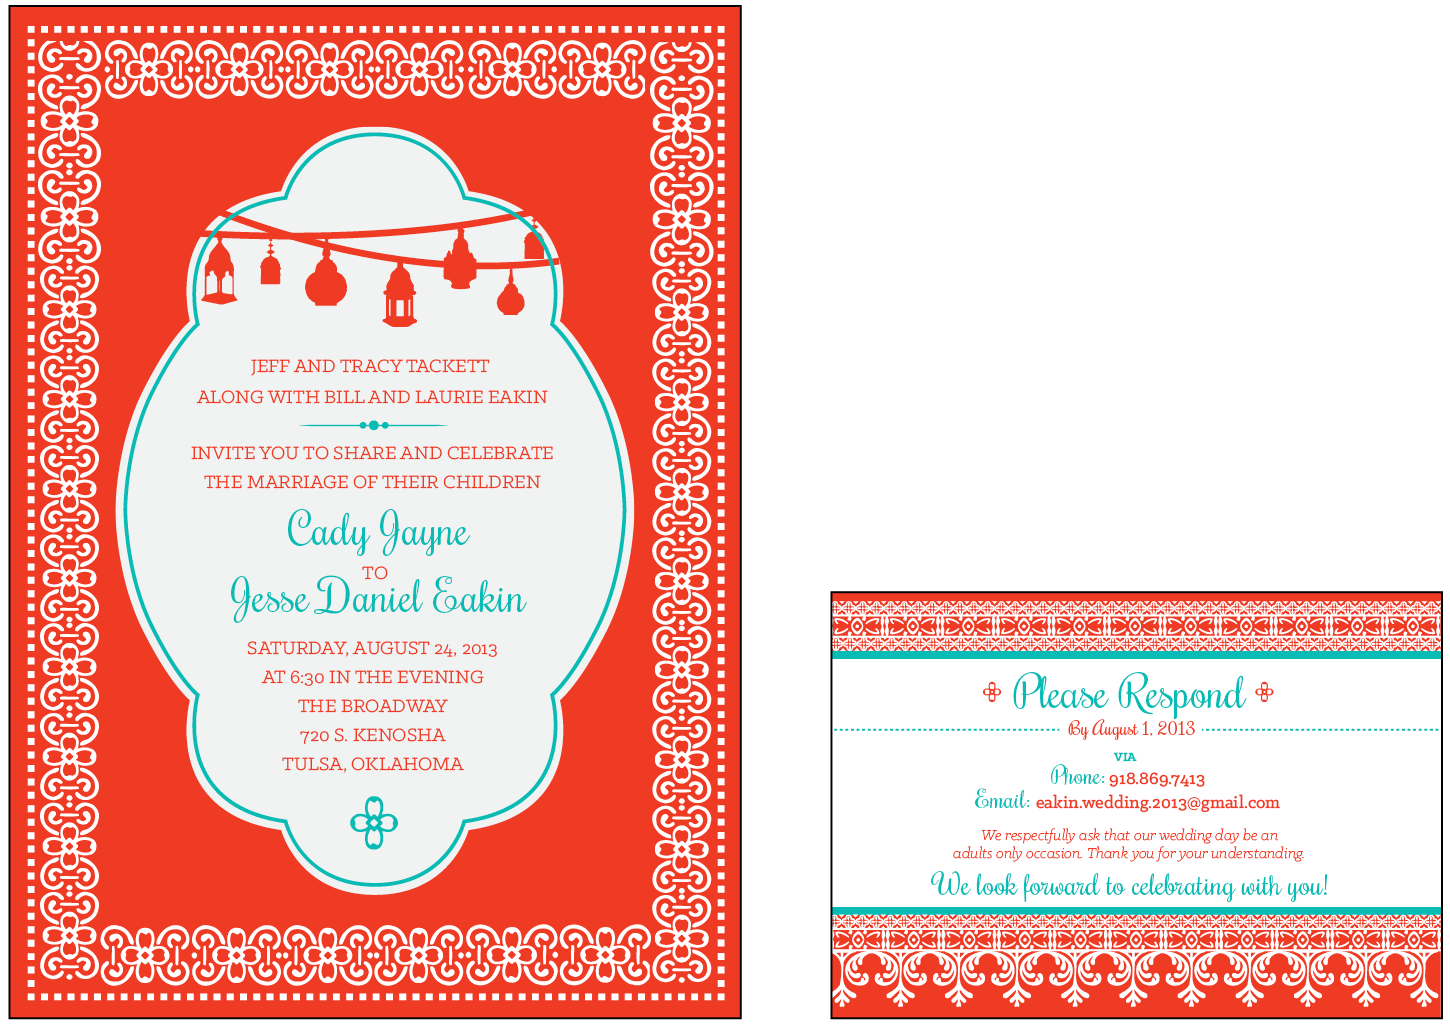 JEFF AND TRACY TACKETT
ALONG WITH BILL AND LAURIE EAKIN
INVITE YOU TO SHARE AND CELEBRATE
THE MARRIAGE OF THEIR CHILDREN
Cady Jayne
TO
Jesse Daniel Eakin
SATURDAY, AUGUST 24, 2013
AT 6:30 IN THE EVENING
THE BROADWAY
720 S. KENOSHA
TULSA, OKLAHOMA
Please Respond
By August 1, 2013
VIA
Phone: 918.869.7413
Email: eakin.wedding.2013@gmail.com
We respectfully ask that our wedding day be an
adults only occasion. Thank you for your understanding.
We look forward to celebrating with you!